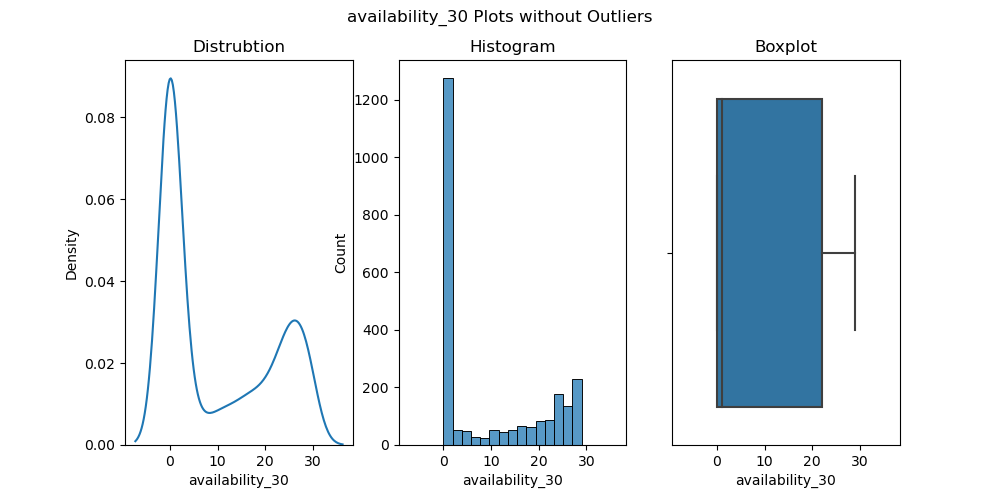 availability_30 Plots without Outliers
Distrubtion
Histogram
Boxplot
Density
0.00
0.02
0.04
0.06
0.08
0
10
20
30
availability_30
Count
0
200
400
600
800
1000
1200
0
10
20
30
availability_30
0
10
20
30
availability_30